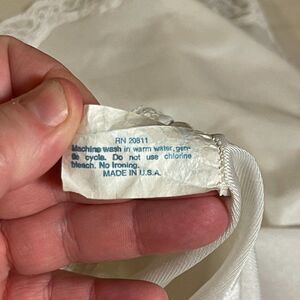 RN 20811
Machine wash in warm water, gen-
tle cycle. Do not use chlorine
bleach. No Ironing.
MADE IN U.S.A.